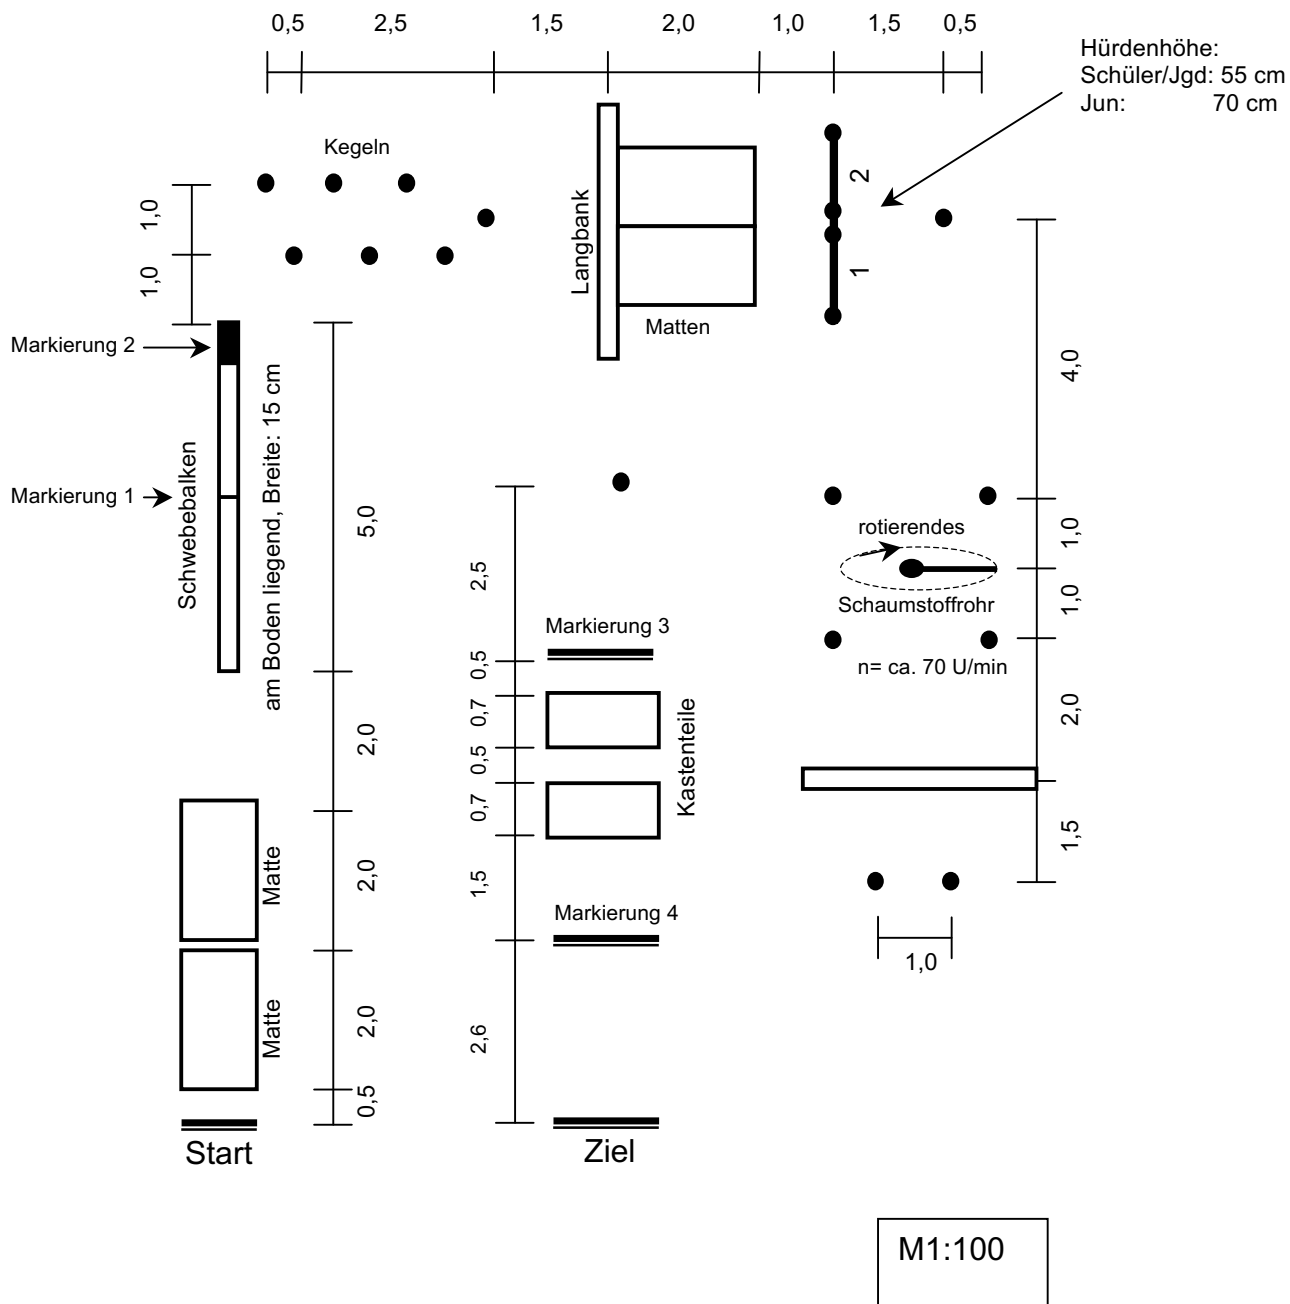 0,5 2,5 1,5 2,0 1,0 1,5 0,5
Hürdenhöhe:
Schüler/Jgd: 55 cm
Jun: 70 cm
Kegeln
1,0
1,0
Langbank
Matten
2
1
Markierung 2
Markierung 1
Schwebebalken
am Boden liegend, Breite: 15 cm
5,0
2,0
2,0
2,0
0,5
Matte
Matte
Start
2,5
0,5
0,7
0,5
0,7
1,5
2,6
Markierung 3
Kastenteile
Markierung 4
Ziel
rotierendes
Schaumstoffrohr
n= ca. 70 U/min
4,0
1,0
1,0
2,0
1,5
1,0
M1:100